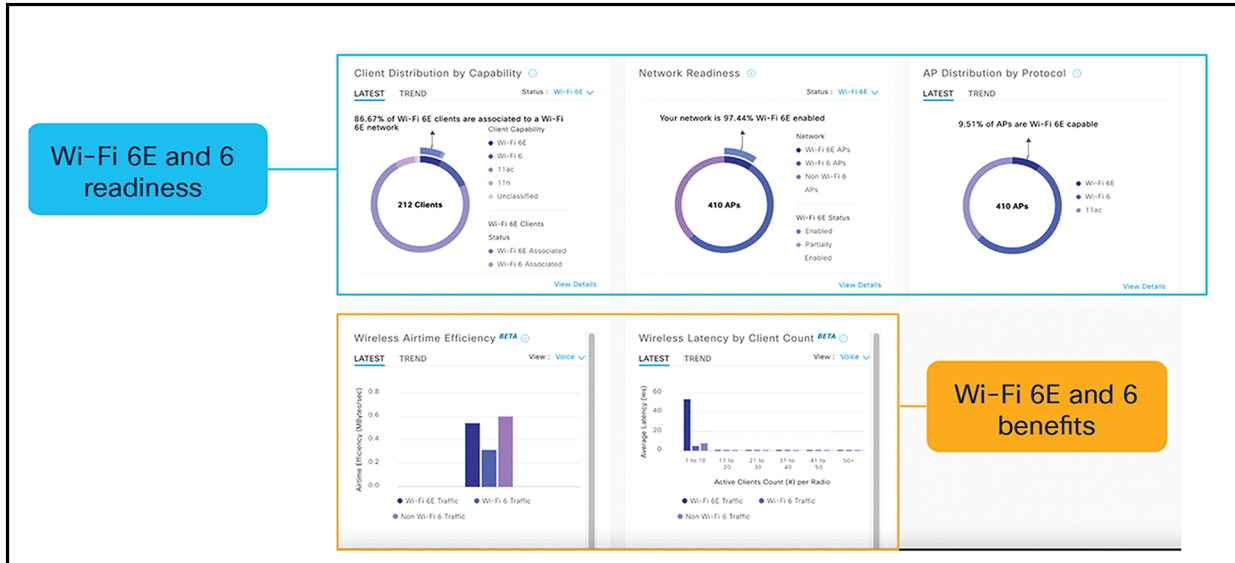 Wi-Fi 6E and 6
readiness
Client Distribution by Capability
LATEST TREND
Status : Wi-Fi 6E
86.67% of Wi-Fi 6E clients are associated to a Wi-Fi
6E network
Client Capability
Wi-Fi 6E
Wi-Fi 6
11ac
11n
Unclassified
212 Clients
Wi-Fi 6E Clients
Status
Wi-Fi 6E Associated
Wi-Fi 6 Associated
View Details
Network Readiness
Status : Wi-Fi 6E
Your network is 97.44% Wi-Fi 6E enabled
Network
Wi-Fi 6E APs
Wi-Fi 6 APs
Non Wi-Fi 6
APs
410 APs
Wi-Fi 6E Status
Enabled
Partially
Enabled
View Details
AP Distribution by Protocol
LATEST TREND
9.51% of APs are Wi-Fi 6E capable
410 APs
Wi-Fi 6E
Wi-Fi 6
11ac
View Details
Wireless Airtime Efficiency BETA
LATEST TREND
View : Voice
Airtime Efficiency (MBytes/sec)
0.8
0.6
0.4
0.2
0.0
Wi-Fi 6E Traffic Wi-Fi 6 Traffic
Non Wi-Fi 6 Traffic
Wireless Latency by Client Count BETA
LATEST TREND
View : Voice
Average Latency (ms)
60
40
20
0
1 to 10 11 to 20 21 to 30 31 to 40 41 to 50 50+
Active Clients Count (#) per Radio
Wi-Fi 6E Traffic Wi-Fi 6 Traffic
Non Wi-Fi 6 Traffic
Wi-Fi 6E and 6
benefits